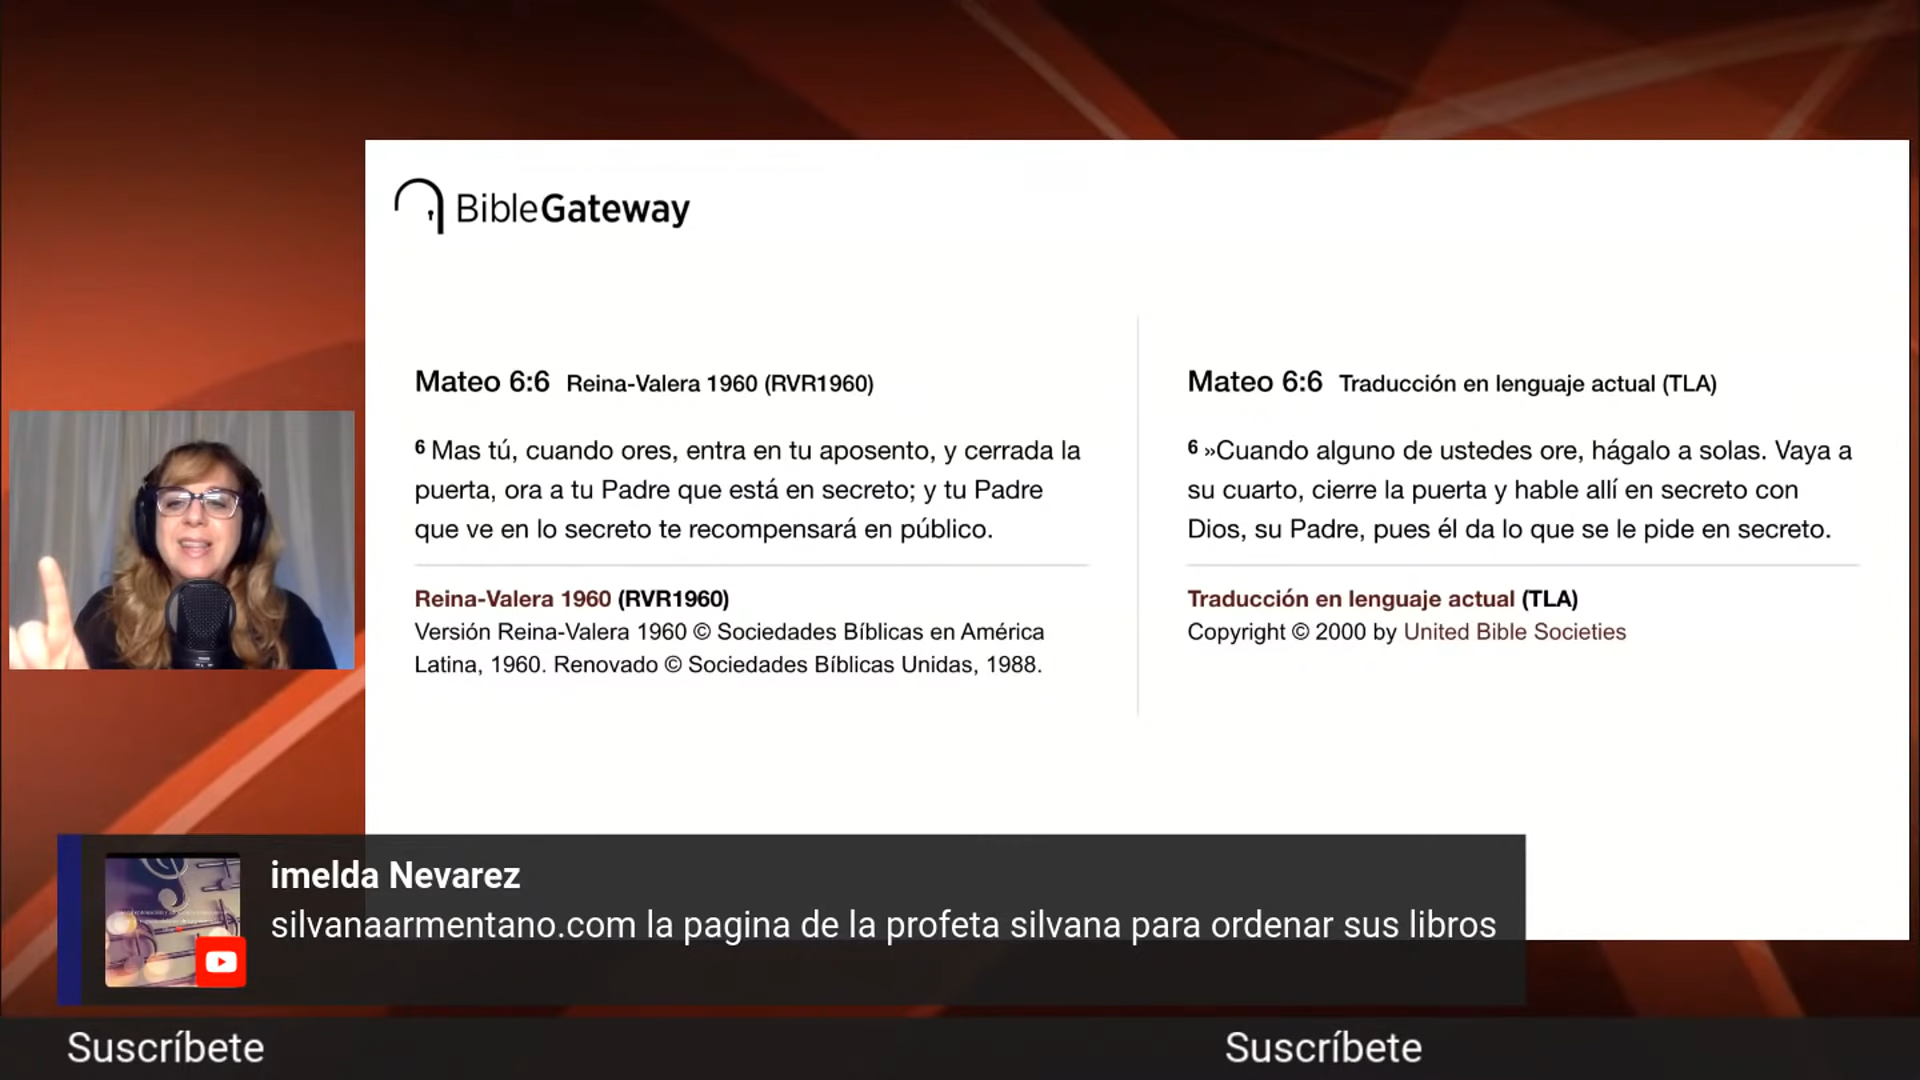 BibleGateway
Mateo 6:6 Reina-Valera 1960 (RVR1960)
6 Mas tú, cuando ores, entra en tu aposento, y cerrada la
puerta, ora a tu Padre que está en secreto; y tu Padre
que ve en lo secreto te recompensará en público.
Reina-Valera 1960 (RVR1960)
Versión Reina-Valera 1960 © Sociedades Bíblicas en América
Latina, 1960. Renovado © Sociedades Bíblicas Unidas, 1988.
Mateo 6:6 Traducción en lenguaje actual (TLA)
6 »Cuando alguno de ustedes ore, hágalo a solas. Vaya a
su cuarto, cierre la puerta y hable allí en secreto con
Dios, su Padre, pues él da lo que se le pide en secreto.
Traducción en lenguaje actual (TLA)
Copyright © 2000 by United Bible Societies
imelda Nevarez
silvanaarmentano.com la pagina de la profeta silvana para ordenar sus libros
Suscríbete
Suscríbete